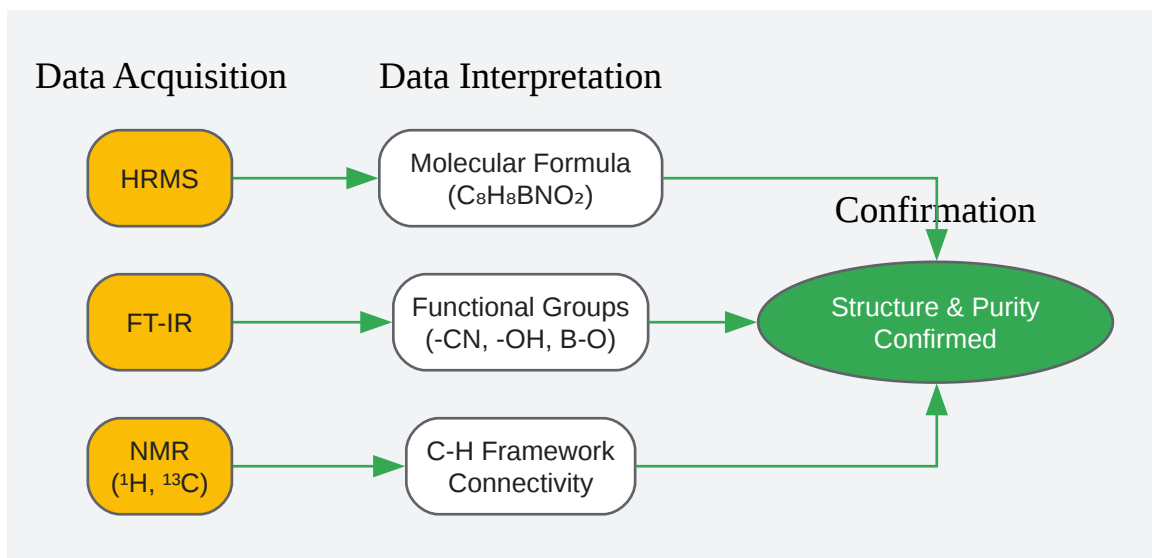 Data Acquisition
Data Interpretation
HRMS
Molecular Formula
(C₈H₈BNO₂)
Confirmation
FT-IR
Functional Groups
(-CN, -OH, B-O)
Structure & Purity
Confirmed
NMR
(¹H, ¹³C)
C-H Framework
Connectivity